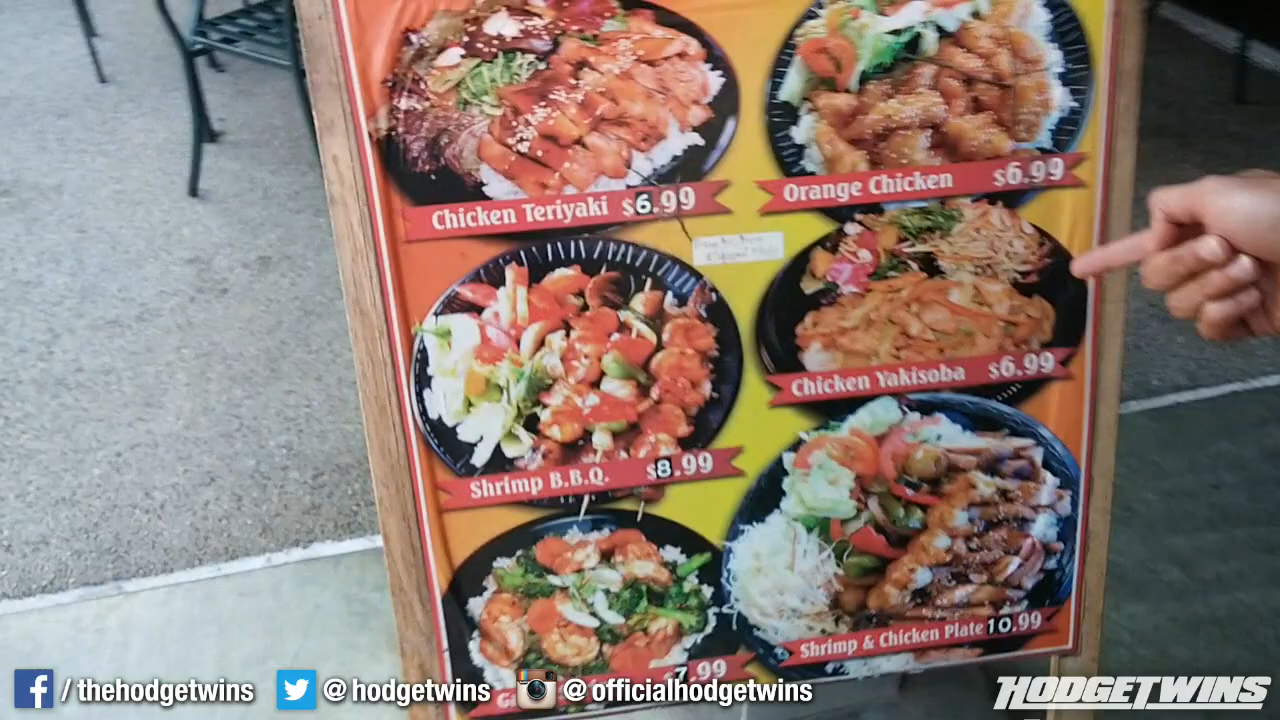 Chicken Teriyaki $6.99
Orange Chicken $6.99
Chicken Yakisoba $6.99
Shrimp B.B.Q. $8.99
Shrimp & Chicken Plate 10.99
7.99
/thehodgetwins @hodgetwins @officialhodgetwins
HODGETWINS